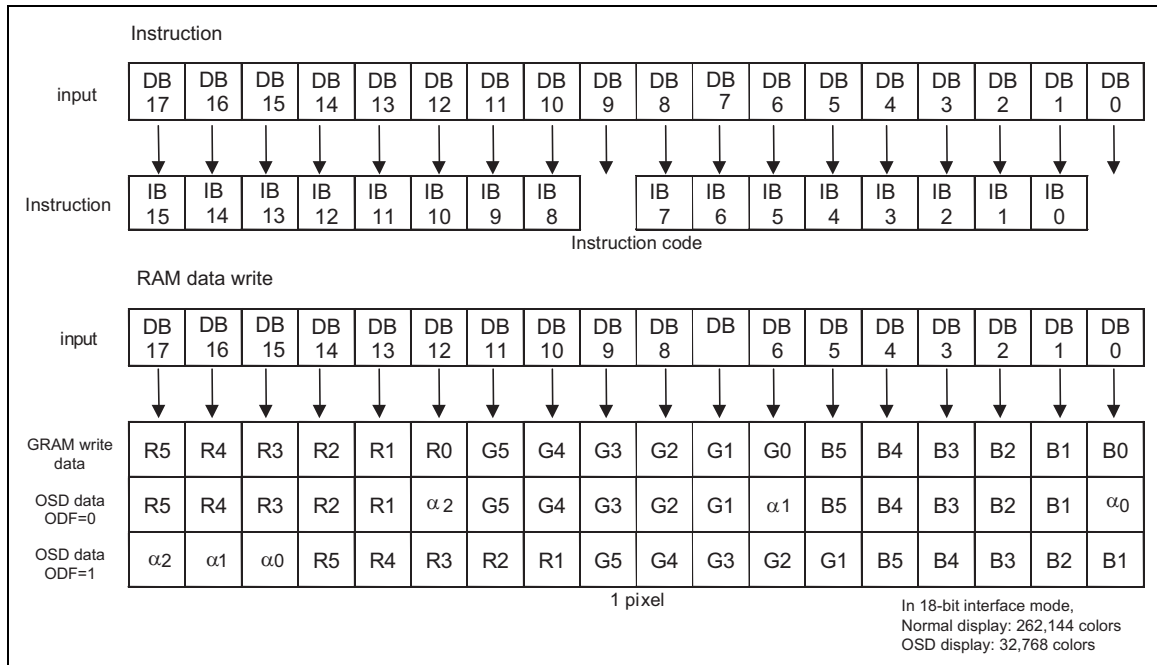 Instruction
input DB 17 DB 16 DB 15 DB 14 DB 13 DB 12 DB 11 DB 10 DB 9 DB 8 DB 7 DB 6 DB 5 DB 4 DB 3 DB 2 DB 1 DB 0
Instruction IB 15 IB 14 IB 13 IB 12 IB 11 IB 10 IB 9 IB 8 IB 7 IB 6 IB 5 IB 4 IB 3 IB 2 IB 1 IB 0
Instruction code
RAM data write
input DB 17 DB 16 DB 15 DB 14 DB 13 DB 12 DB 11 DB 10 DB 9 DB 8 DB DB 6 DB 5 DB 4 DB 3 DB 2 DB 1 DB 0
GRAM write data R5 R4 R3 R2 R1 R0 G5 G4 G3 G2 G1 G0 B5 B4 B3 B2 B1 B0
OSD data ODF=0 R5 R4 R3 R2 R1 α2 G5 G4 G3 G2 G1 α1 B5 B4 B3 B2 B1 α0
OSD data ODF=1 α2 α1 α0 R5 R4 R3 R2 R1 G5 G4 G3 G2 G1 B5 B4 B3 B2 B1
1 pixel
In 18-bit interface mode,
Normal display: 262,144 colors
OSD display: 32,768 colors